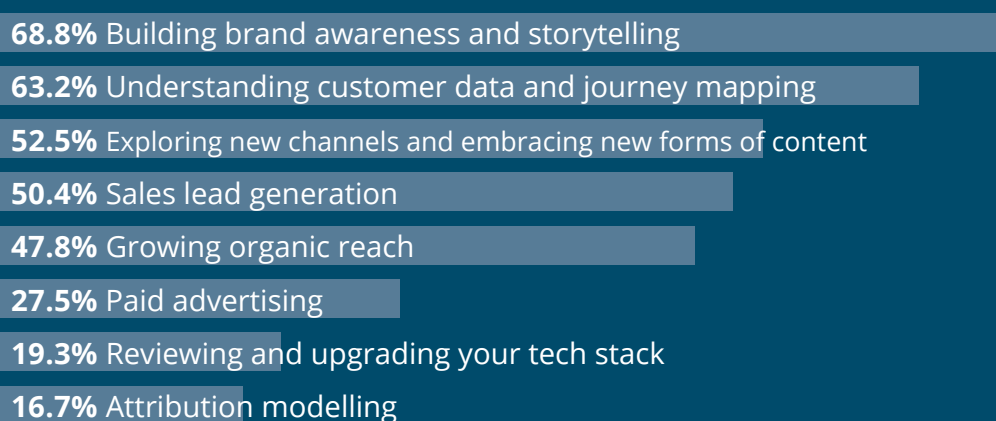 68.8% Building brand awareness and storytelling
63.2% Understanding customer data and journey mapping
52.5% Exploring new channels and embracing new forms of content
50.4% Sales lead generation
47.8% Growing organic reach
27.5% Paid advertising
19.3% Reviewing and upgrading your tech stack
16.7% Attribution modelling